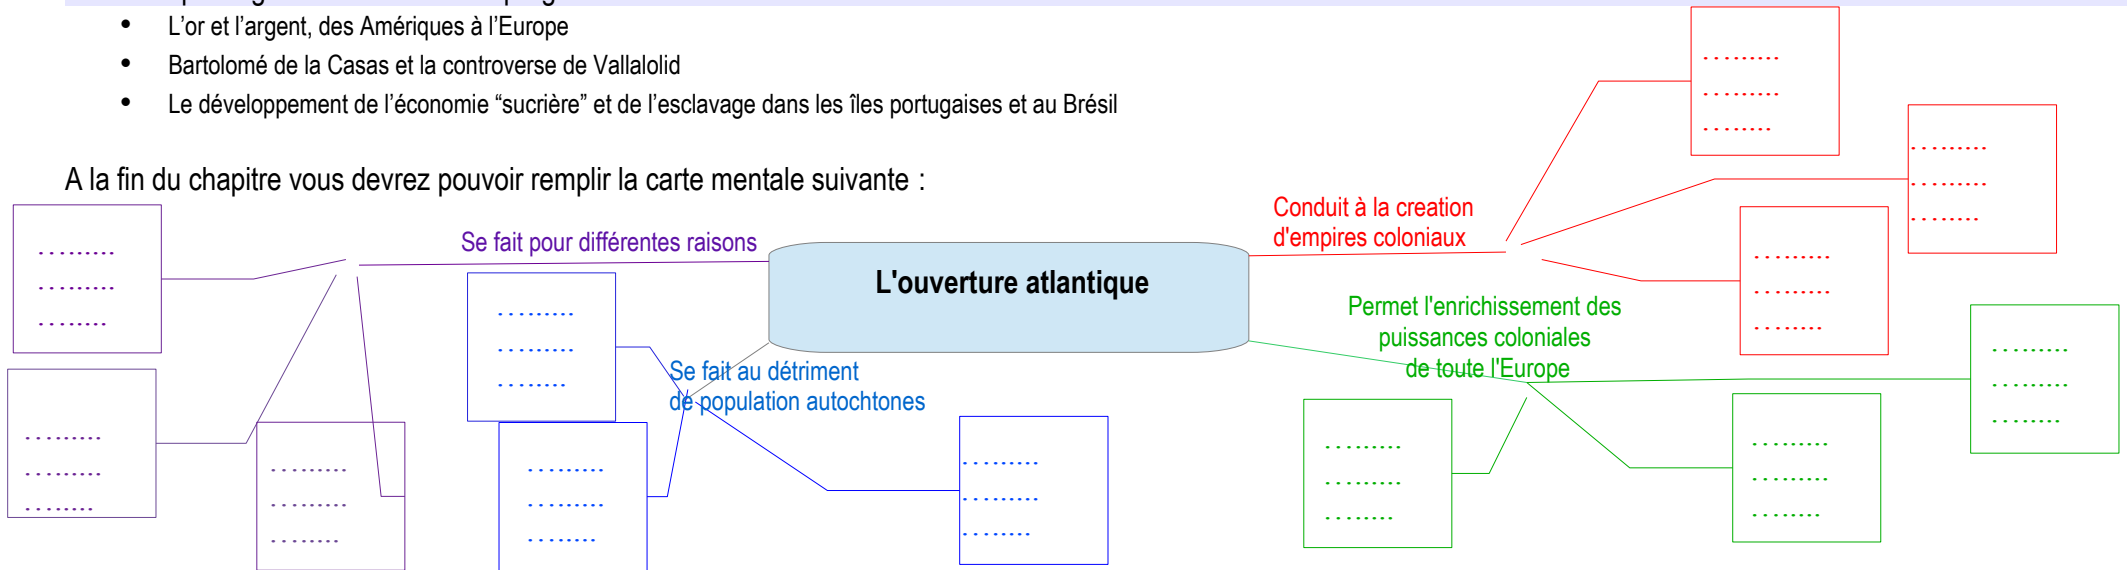 L’or et l’argent, des Amériques à l’Europe
Bartolomé de la Casas et la controverse de Vallalolid
Le développement de l’économie “sucrière” et de l’esclavage dans les îles portugaises et au Brésil
A la fin du chapitre vous devrez pouvoir remplir la carte mentale suivante :
Se fait pour différentes raisons
L'ouverture atlantique
Conduit à la creation
d'empires coloniaux
Permet l'enrichissement des
puissances coloniales
de toute l'Europe
Se fait au détriment
de population autochtones